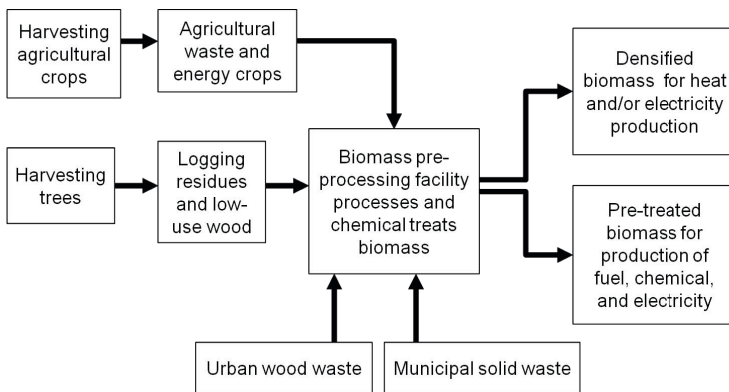 Harvesting
agricultural
crops
Agricultural
waste and
energy crops
Densified
biomass for heat
and/or electricity
production
Harvesting
trees
Logging
residues
and low-
use wood
Biomass pre-
processing facility
processes and
chemical treats
biomass
Pre-treated
biomass for
production of
fuel, chemical,
and electricity
Urban wood waste
Municipal solid waste